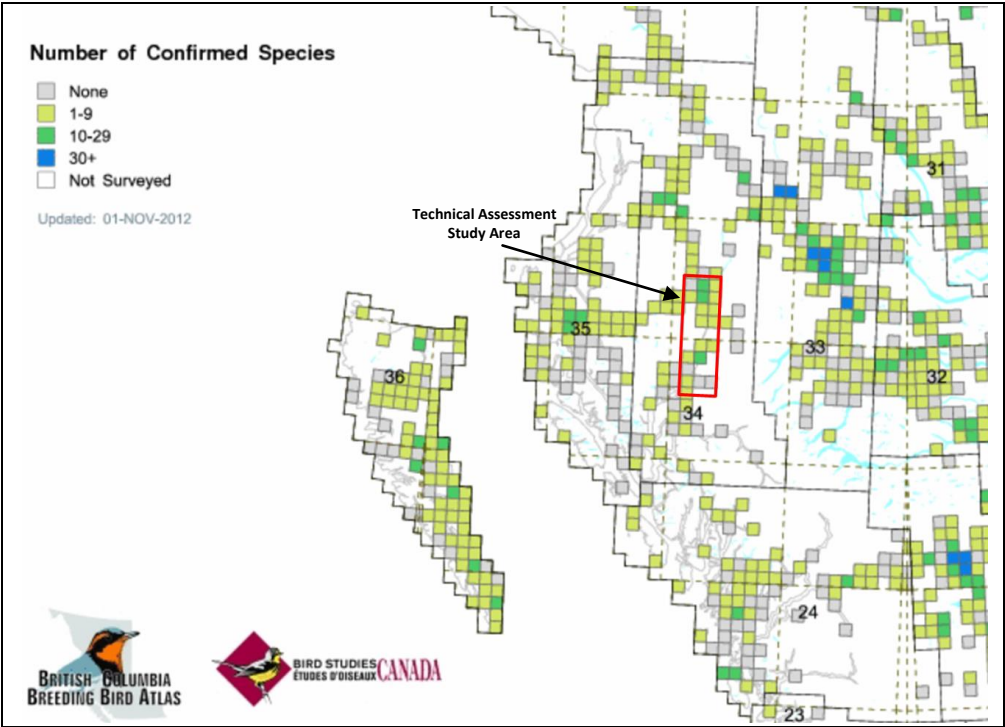 Number of Confirmed Species
None
1-9
10-29
30+
Not Surveyed
Updated: 01-NOV-2012
Technical Assessment
Study Area
31
35
33
36
32
34
24
23
BRITISH COLUMBIA
BREEDING BIRD ATLAS
BIRD STUDIES
ÉTUDES D'OISEAUX
CANADA